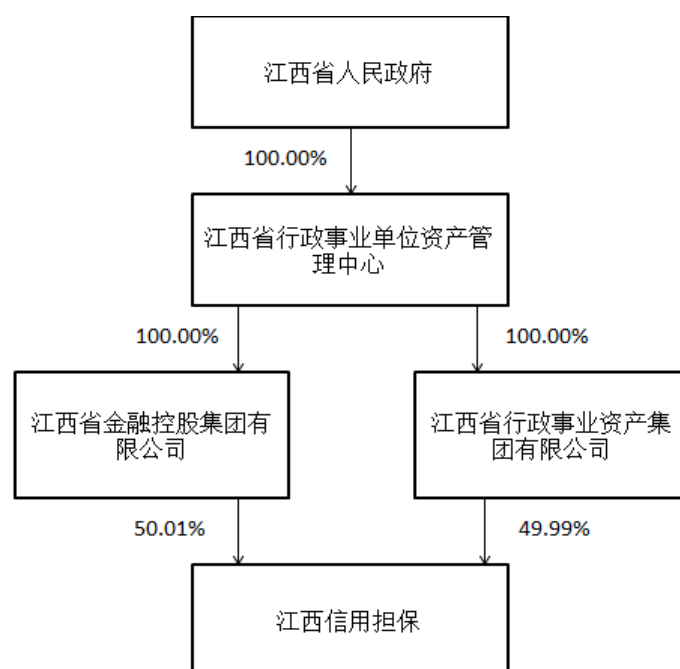 江西省人民政府
100.00%
江西省行政事业单位资产管
理中心
100.00%
100.00%
江西省金融控股集团有
限公司
江西省行政事业资产集
团有限公司
50.01%
49.99%
江西信用担保